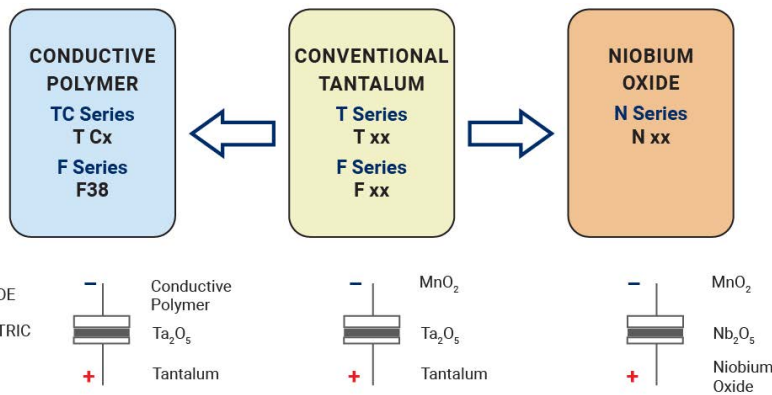 CONDUCTIVE
POLYMER
TC Series
T Cx
F Series
F38
CONVENTIONAL
TANTALUM
T Series
T xx
F Series
F xx
NIOBIUM
OXIDE
N Series
N xx
DE
TRIC
–
Conductive
Polymer
Ta₂O₅
+
Tantalum
–
MnO₂
Ta₂O₅
+
Tantalum
–
MnO₂
Nb₂O₅
+
Niobium
Oxide